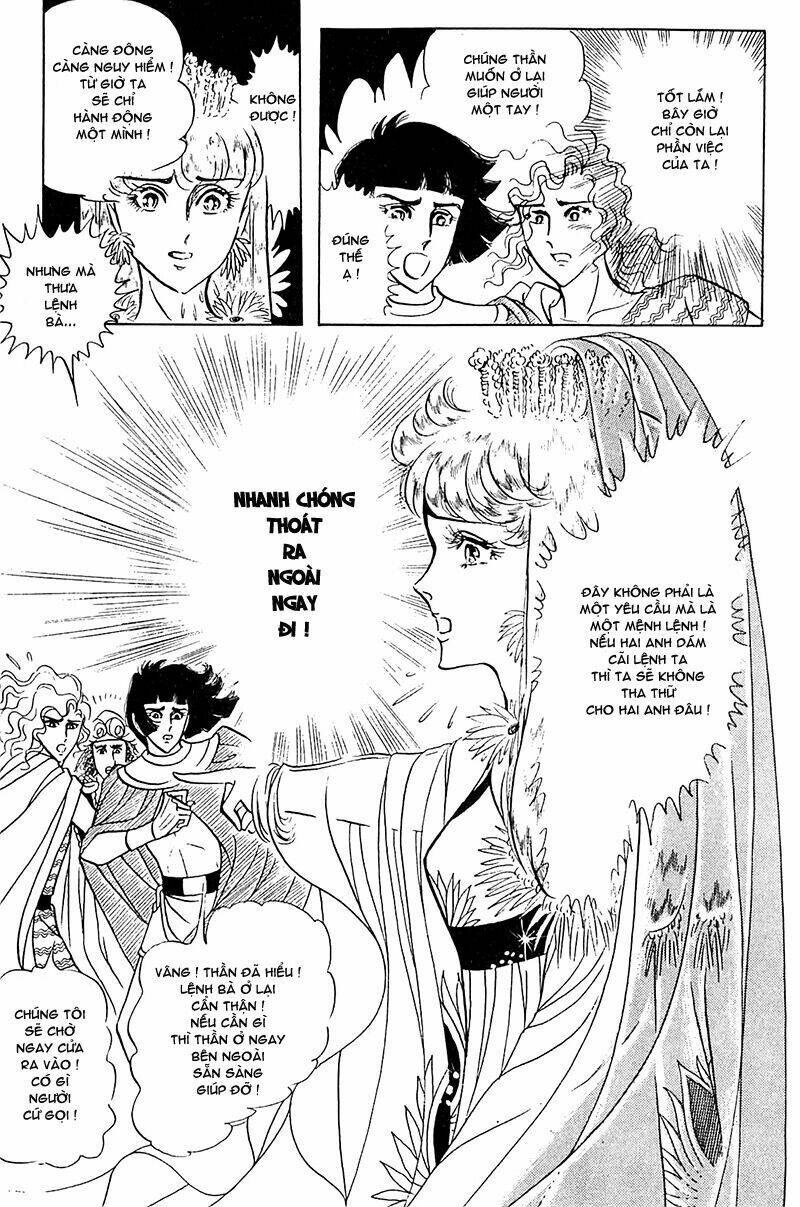 TỐT LẮM !
BÂY GIỜ
CHỈ CÒN LẠI
PHẦN VIỆC
CỦA TA !
CHÚNG THẦN
MUỐN Ở LẠI
GIÚP NGƯỜI
MỘT TAY !
ĐÚNG
THẾ
Ạ !
KHÔNG
ĐƯỢC !
CÀNG ĐÔNG
CÀNG NGUY HIỂM !
TỪ GIỜ TA
SẼ CHỈ
HÀNH ĐỘNG
MỘT MÌNH !
NHƯNG MÀ
THƯA
LỆNH
BÀ...
NHANH CHÓNG
THOÁT
RA
NGOÀI
NGAY
ĐI !
ĐÂY KHÔNG PHẢI LÀ
MỘT YÊU CẦU MÀ LÀ
MỘT MỆNH LỆNH !
NẾU HAI ANH DÁM
CÃI LỆNH TA
THÌ TA SẼ KHÔNG
THA THỨ
CHO HAI ANH ĐÂU !
VÂNG ! THẦN ĐÃ HIỂU !
LỆNH BÀ Ở LẠI
CẨN THẬN !
NẾU CẦN GÌ
THÌ THẦN Ở NGAY
BÊN NGOÀI
SẴN SÀNG
GIÚP ĐỠ !
CHÚNG TÔI
SẼ CHỜ
NGAY CỬA
RA VÀO !
CÓ GÌ
NGƯỜI
CỨ GỌI !